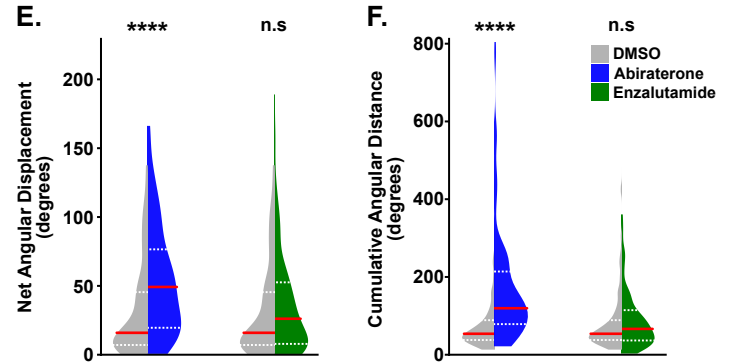 E.
****
n.s
Net Angular Displacement
(degrees)
200
150
100
50
0
F.
****
n.s
DMSO
Abiraterone
Enzalutamide
Cumulative Angular Distance
(degrees)
800
600
400
200
0